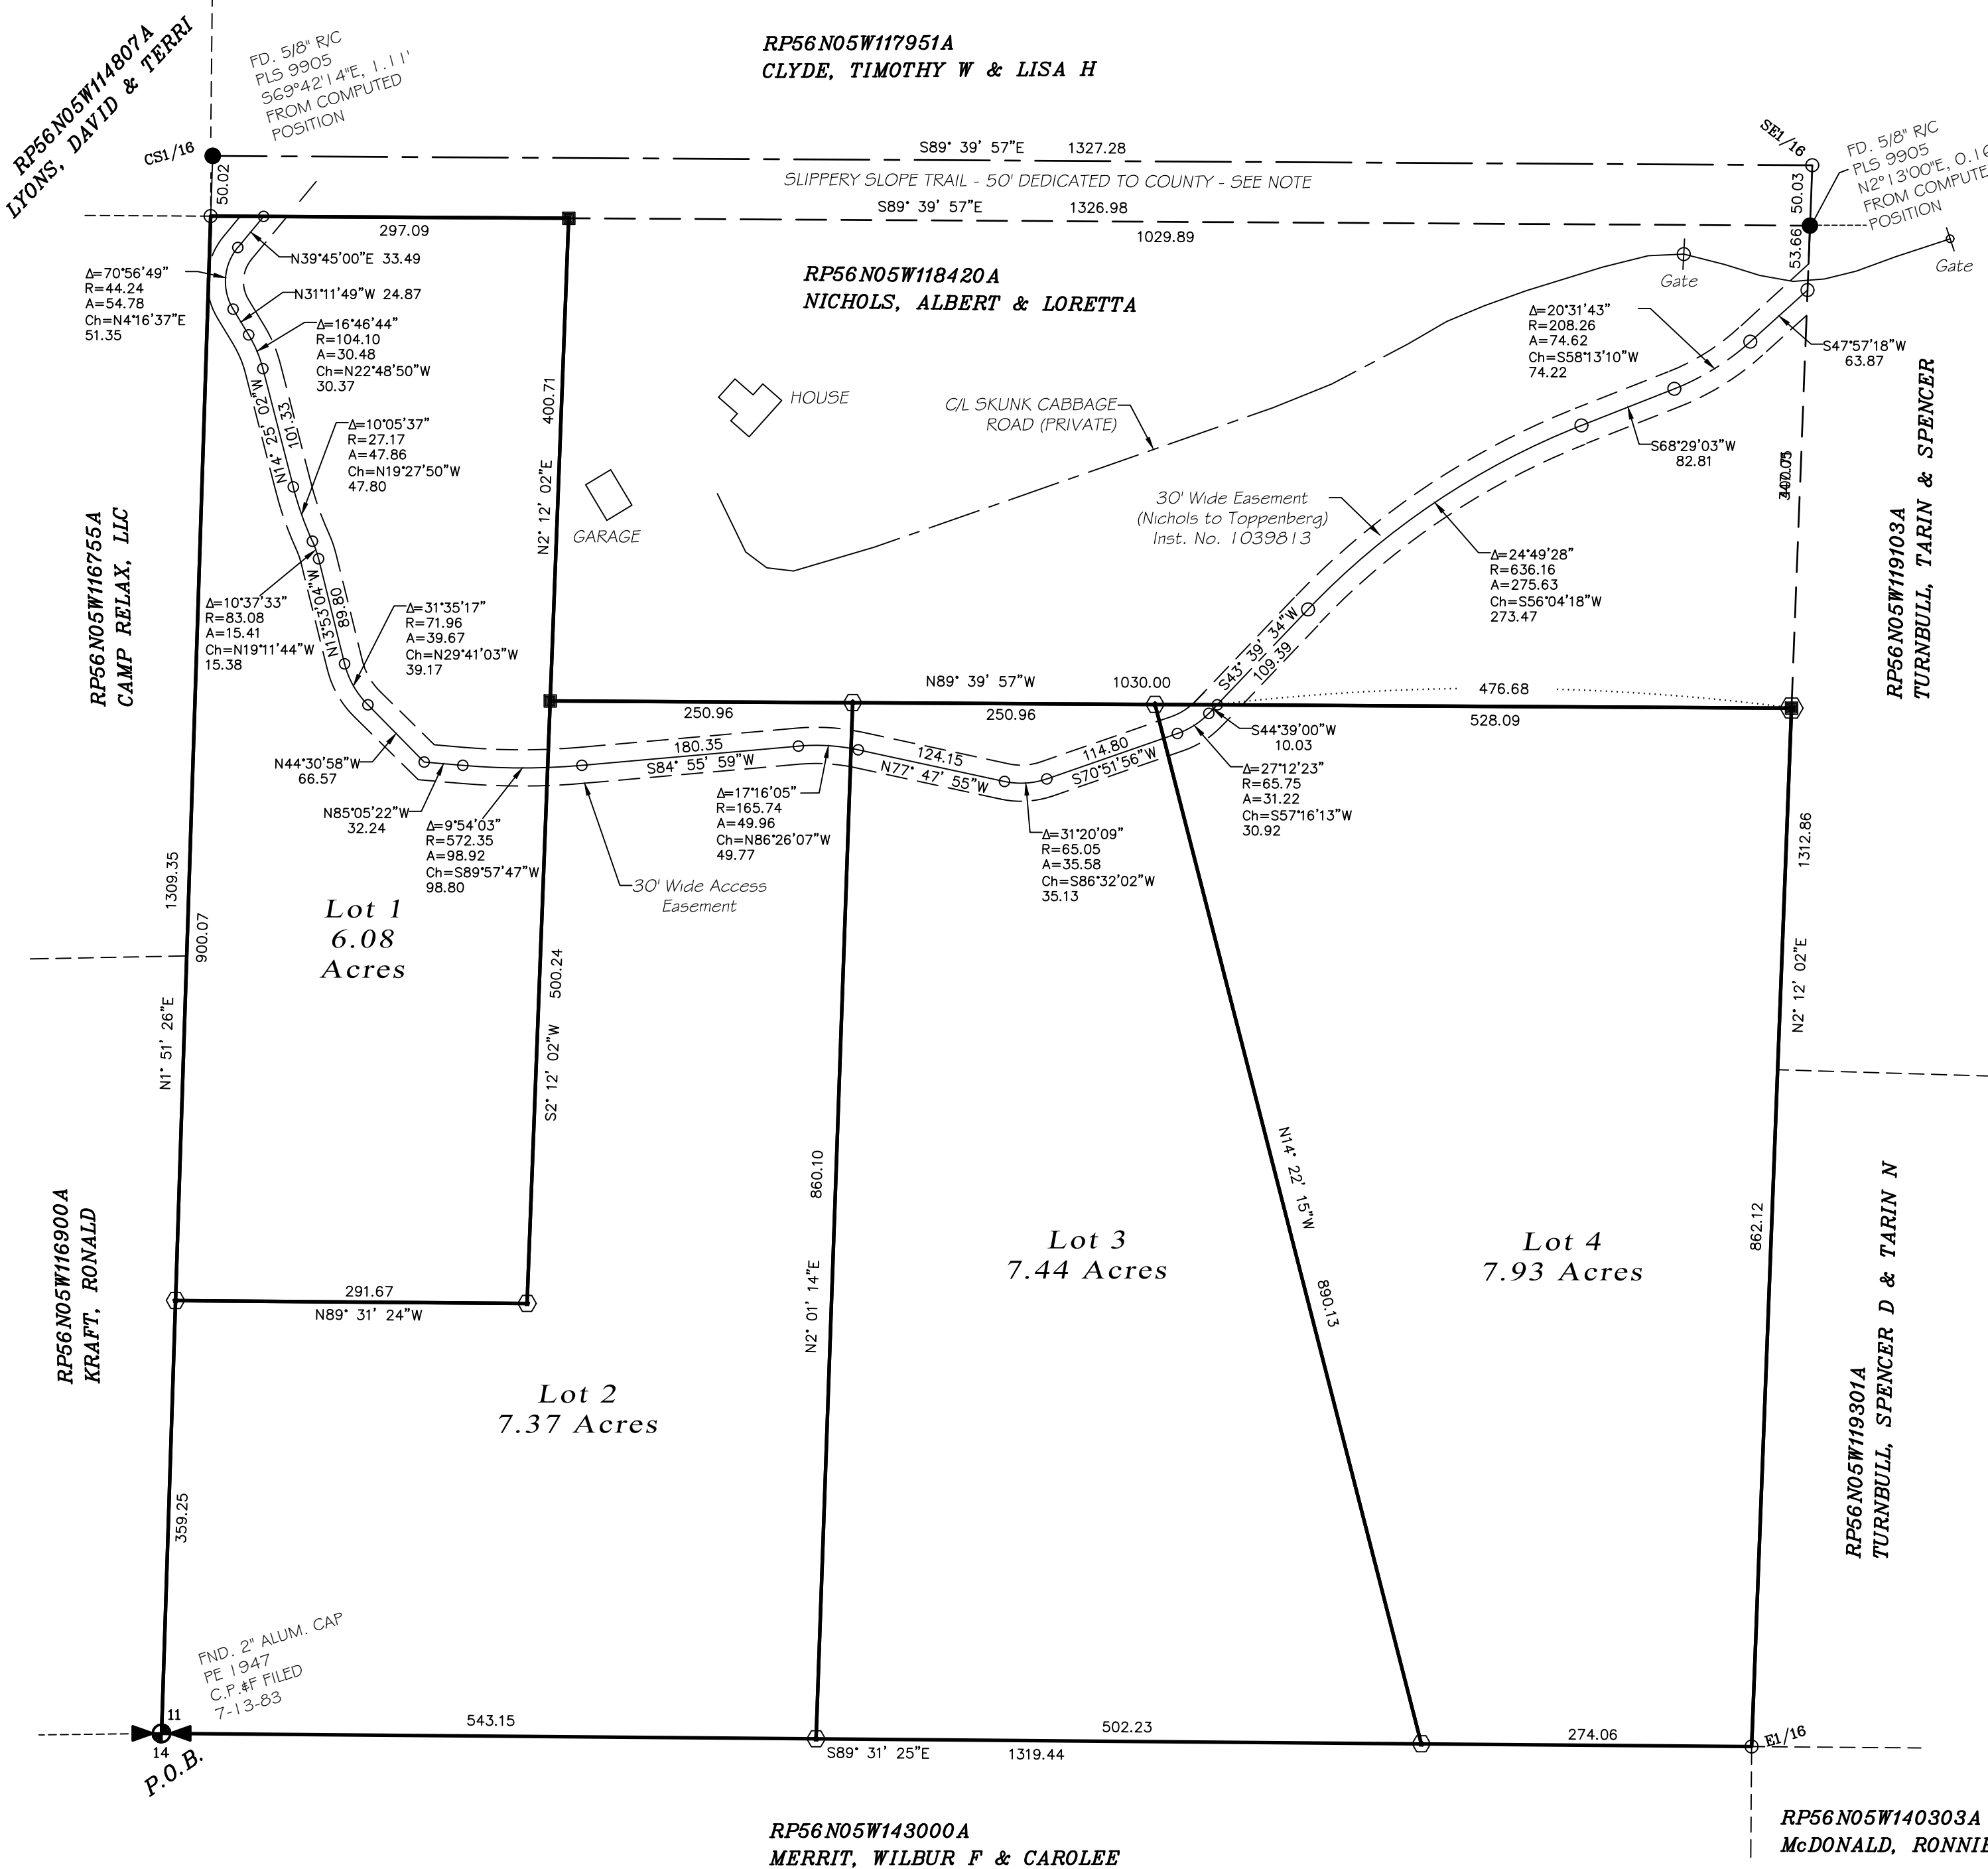 RP56N05W114807A
LYONS, DAVID & TERRI
FD. 5/8" R/C
PLS 9905
S69°42'14"E, 1.11'
FROM COMPUTED
POSITION
RP56N05W117951A
CLYDE, TIMOTHY W & LISA H
CS1/16
SE1/16
FD. 5/8" R/C
PLS 9905
N2°13'00"E, 0.16
FROM COMPUTE
POSITION
S89° 39' 57"E 1327.28
50.02
50.03
SLIPPERY SLOPE TRAIL - 50' DEDICATED TO COUNTY - SEE NOTE
S89° 39' 57"E 1326.98
297.09
1029.89
53.66
N39°45'00"E 33.49
RP56N05W118420A
NICHOLS, ALBERT & LORETTA
Gate
Gate
Δ=70°56'49"
R=44.24
A=54.78
Ch=N4°16'37"E
51.35
N31°11'49"W 24.87
Δ=16°46'44"
R=104.10
A=30.48
Ch=N22°48'50"W
30.37
Δ=20°31'43"
R=208.26
A=74.62
Ch=S58°13'10"W
74.22
S47°57'18"W
63.87
HOUSE
C/L SKUNK CABBAGE
ROAD (PRIVATE)
N14° 25' 02"W
101.33
400.71
N2° 12' 02"E
Δ=10°05'37"
R=27.17
A=47.86
Ch=N19°27'50"W
47.80
S68°29'03"W
82.81
GARAGE
30' Wide Easement
(Nichols to Toppenberg)
Inst. No. 1039813
RP56N05W119103A
TURNBULL, TARIN & SPENCER
RP56N05W116755A
CAMP RELAX, LLC
Δ=24°49'28"
R=636.16
A=275.63
Ch=S56°04'18"W
273.47
Δ=10°37'33"
R=83.08
A=15.41
Ch=N19°11'44"W
15.38
N13°53'04"W
89.80
Δ=31°35'17"
R=71.96
A=39.67
Ch=N29°41'03"W
39.17
S43° 39' 34"W
109.39
N89° 39' 57"W 1030.00
476.68
250.96
250.96
528.09
S44°39'00"W
10.03
N44°30'58"W
66.57
180.35
S84° 55' 59"W
124.15
N77° 47' 55"W
114.80
S70°51'56"W
N85°05'22"W
32.24
Δ=9°54'03"
R=572.35
A=98.92
Ch=S89°57'47"W
98.80
Δ=17°16'05"
R=165.74
A=49.96
Ch=N86°26'07"W
49.77
Δ=31°20'09"
R=65.05
A=35.58
Ch=S86°32'02"W
35.13
Δ=27°12'23"
R=65.75
A=31.22
Ch=S57°16'13"W
30.92
30' Wide Access
Easement
1309.35
900.07
N1° 51' 26"E
Lot 1
6.08
Acres
500.24
S2° 12' 02"W
1312.86
N2° 12' 02"E
860.10
N2° 01' 14"E
N14° 22' 15"W
890.13
862.12
Lot 3
7.44 Acres
Lot 4
7.93 Acres
RP56N05W116900A
KRAFT, RONALD
291.67
N89° 31' 24"W
Lot 2
7.37 Acres
RP56N05W119301A
TURNBULL, SPENCER D & TARIN N
359.25
FND. 2" ALUM. CAP
PE 1947
C.P.&F FILED
7-13-83
11
14
P.O.B.
543.15
502.23
274.06
S89° 31' 25"E 1319.44
E1/16
RP56N05W143000A
MERRIT, WILBUR F & CAROLEE
RP56N05W140303A
McDONALD, RONNIE